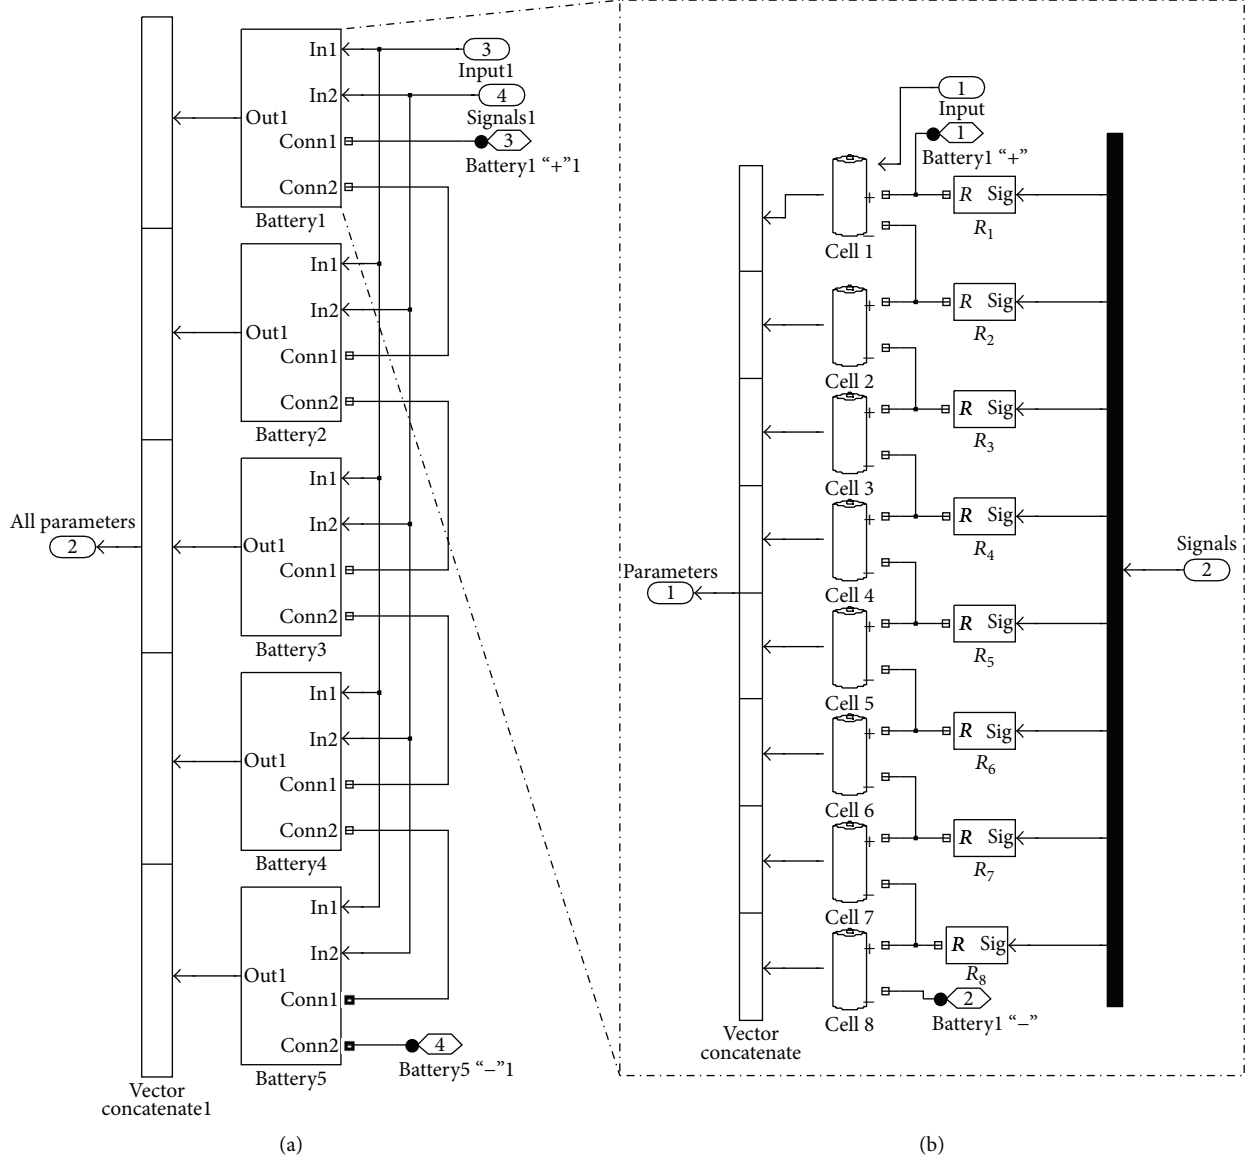 In1
3
Input1
In2
4
Signals1
Out1
Conn1
3
Battery1 “+”1
Conn2
Battery1
In1
In2
Out1
Conn1
Conn2
Battery2
In1
In2
Out1
Conn1
Conn2
Battery3
All parameters
2
In1
In2
Out1
Conn1
Conn2
Battery4
In1
In2
Out1
Conn1
Conn2
4
Battery5 “−”1
Battery5
Vector
concatenate1
(a)
1
Input
1
Battery1 “+”
+
−
Cell 1
R Sig
R1
+
−
Cell 2
R Sig
R2
+
−
Cell 3
R Sig
R3
+
−
Cell 4
R Sig
R4
+
−
Cell 5
R Sig
R5
+
−
Cell 6
R Sig
R6
+
−
Cell 7
R Sig
R7
+
−
Cell 8
R Sig
R8
2
Battery1 “−”
Parameters
1
Signals
2
Vector
concatenate
(b)